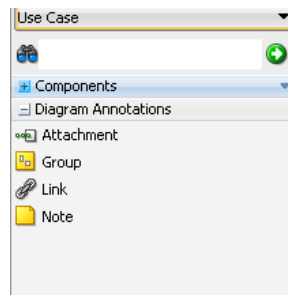 Use Case
Components
Diagram Annotations
Attachment
Group
Link
Note